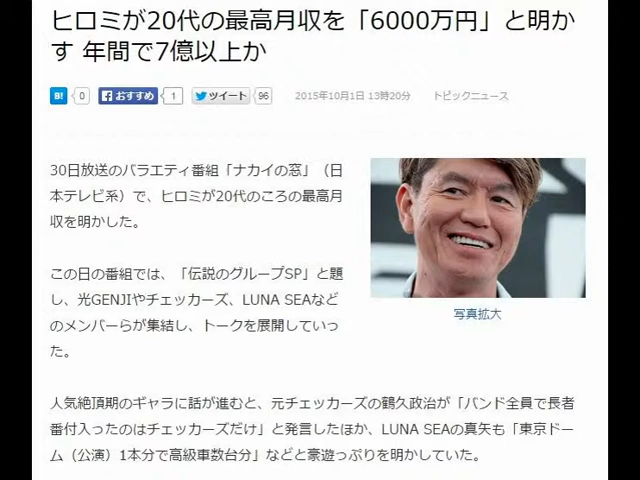 ヒロミが20代の最高月収を「6000万円」と明か
す 年間で7億以上か
B! 0 おすすめ 1 ツイート 96 2015年10月1日 13時20分 トピックニュース
30日放送のバラエティ番組「ナカイの窓」（日
本テレビ系）で、ヒロミが20代のころの最高月
収を明かした。
この日の番組では、「伝説のグループSP」と題
し、光GENJIやチェッカーズ、LUNA SEAなど
のメンバーらが集結し、トークを展開していっ
た。
写真拡大
人気絶頂期のギャラに話が進むと、元チェッカーズの鶴久政治が「バンド全員で長者
番付入ったのはチェッカーズだけ」と発言したほか、LUNA SEAの真矢も「東京ドー
ム（公演）1本分で高級車数台分」などと豪遊っぷりを明かしていた。